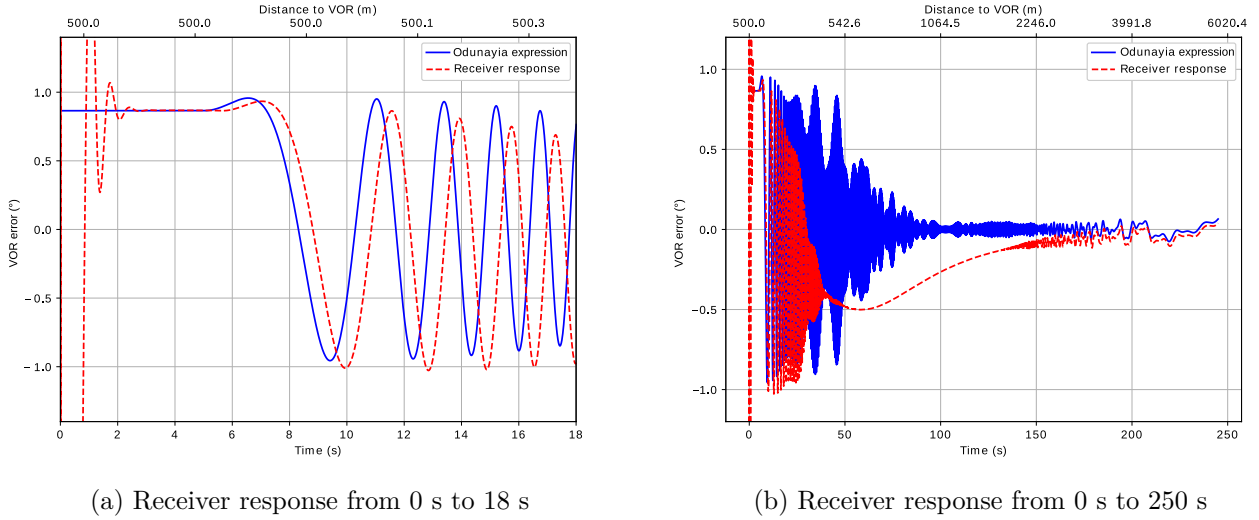 Distance to VOR (m)
500.0 500.0 500.0 500.1 500.3
Odunayia expression
Receiver response
VOR error (°)
1.0
0.5
0.0
−0.5
−1.0
0 2 4 6 8 10 12 14 16 18
Time (s)
(a) Receiver response from 0 s to 18 s
Distance to VOR (m)
500.0 542.6 1064.5 2246.0 3991.8 6020.4
Odunayia expression
Receiver response
VOR error (°)
1.0
0.5
0.0
−0.5
−1.0
0 50 100 150 200 250
Time (s)
(b) Receiver response from 0 s to 250 s